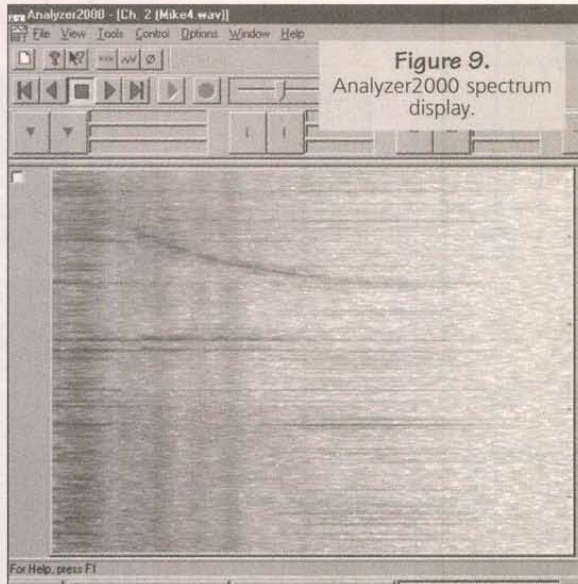 Analyzer2000 - [Ch. 2 (Mike4.wav)]
File View Tools Control Options Window Help
Figure 9.
Analyzer2000 spectrum
display.
For Help, press F1